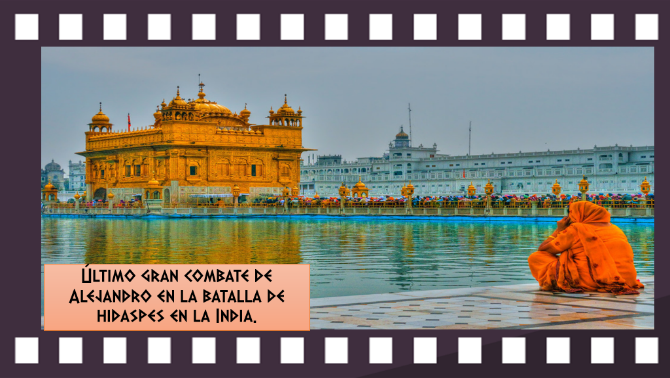 Último gran combate de
Alejandro en la batalla de
hidaspes en la India.